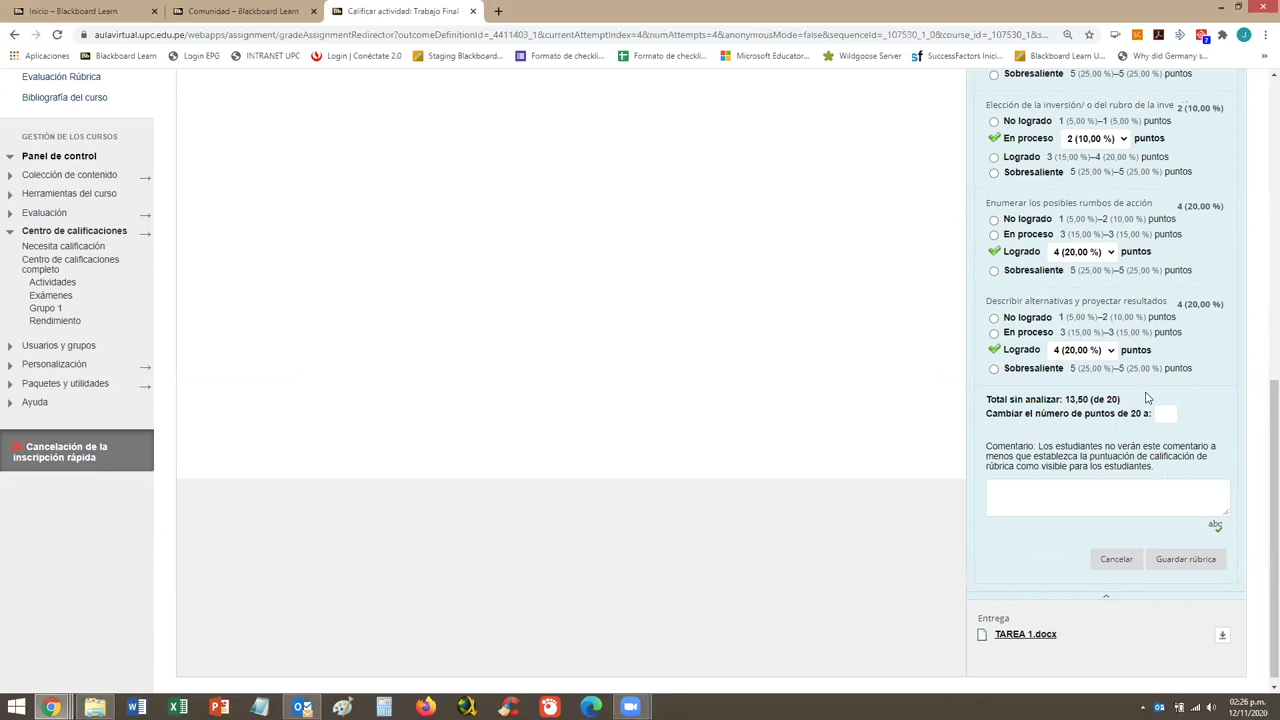 Inicio – Blackboard Learn
Comunidad – Blackboard Learn
Calificar actividad: Trabajo Final
aulavirtual.upc.edu.pe/webapps/assignment/gradeAssignmentRedirector?outcomeDefinitionId=_4411403_1&currentAttemptIndex=4&numAttempts=4&anonymousMode=false&sequenceId=_107530_1_0&course_id=_107530_1&s...
Aplicaciones
Blackboard Learn
Login EPG
INTRANET UPC
Login |Conéctate 2.0
Staging Blackboard...
Formato de checkli...
Formato de checkli...
Microsoft Educator...
Wildgoose Server
SuccessFactors Inici...
Blackboard Learn U...
Why did Germany s...
Evaluación Rúbrica
Bibliografía del curso
GESTIÓN DE LOS CURSOS
Panel de control
Colección de contenido
Herramientas del curso
Evaluación
Centro de calificaciones
Necesita calificación
Centro de calificaciones
completo
Actividades
Exámenes
Grupo 1
Rendimiento
Usuarios y grupos
Personalización
Paquetes y utilidades
Ayuda
Cancelación de la
inscripción rápida
Sobresaliente 5 (25,00 %)–5 (25,00 %) puntos
Elección de la inversión/ o del rubro de la inve 2 (10,00 %)
No logrado 1 (5,00 %)–1 (5,00 %) puntos
En proceso 2 (10,00 %) puntos
Logrado 3 (15,00 %)–4 (20,00 %) puntos
Sobresaliente 5 (25,00 %)–5 (25,00 %) puntos
Enumerar los posibles rumbos de acción 4 (20,00 %)
No logrado 1 (5,00 %)–2 (10,00 %) puntos
En proceso 3 (15,00 %)–3 (15,00 %) puntos
Logrado 4 (20,00 %) puntos
Sobresaliente 5 (25,00 %)–5 (25,00 %) puntos
Describir alternativas y proyectar resultados 4 (20,00 %)
No logrado 1 (5,00 %)–2 (10,00 %) puntos
En proceso 3 (15,00 %)–3 (15,00 %) puntos
Logrado 4 (20,00 %) puntos
Sobresaliente 5 (25,00 %)–5 (25,00 %) puntos
Total sin analizar: 13,50 (de 20)
Cambiar el número de puntos de 20 a:
Comentario: Los estudiantes no verán este comentario a
menos que establezca la puntuación de calificación de
rúbrica como visible para los estudiantes.
abc
Cancelar
Guardar rúbrica
Entrega
TAREA 1.docx
02:26 p.m.
12/11/2020